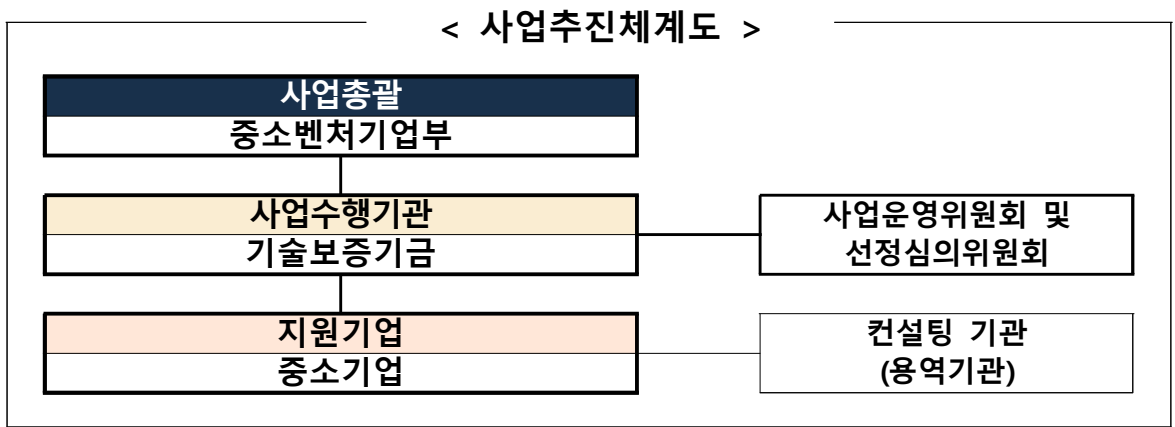 < 사업추진체계도 >
사업총괄
중소벤처기업부
사업수행기관
기술보증기금
사업운영위원회 및
선정심의위원회
지원기업
중소기업
컨설팅 기관
(용역기관)